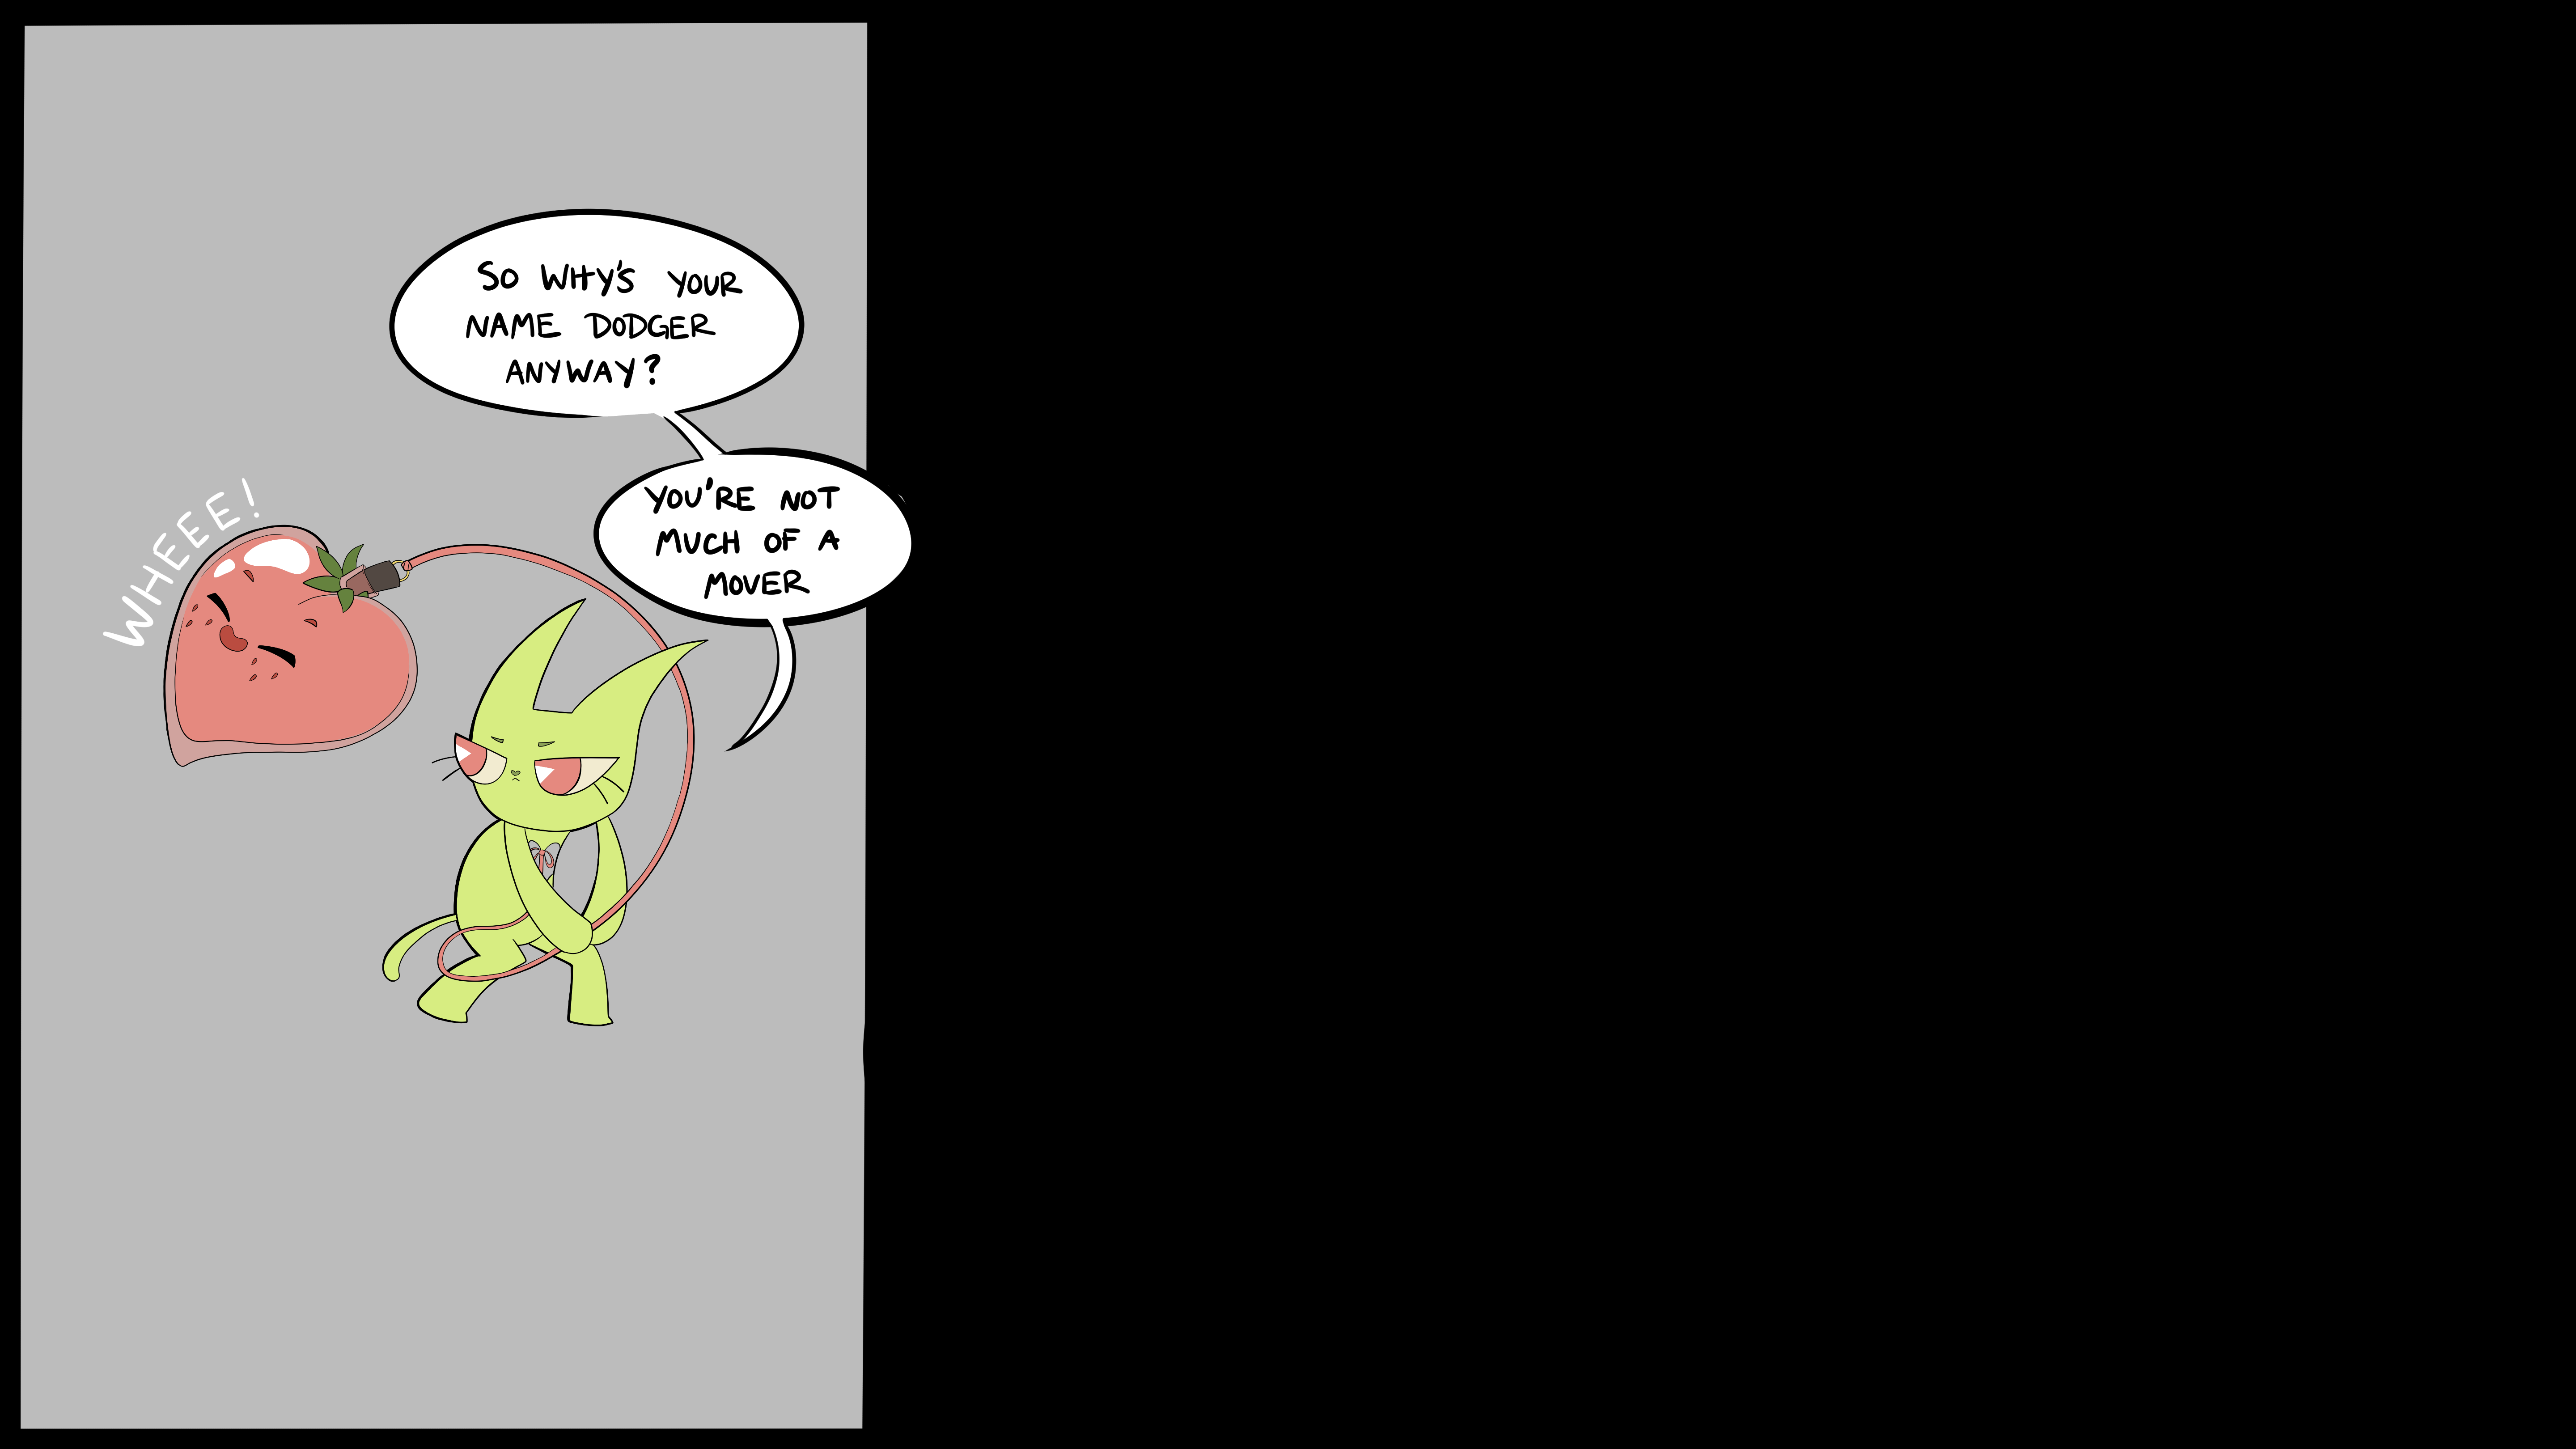 SO WHY'S YOUR
NAME DODGER
ANYWAY?
YOU'RE NOT
MUCH OF A
MOVER
WHEEE!